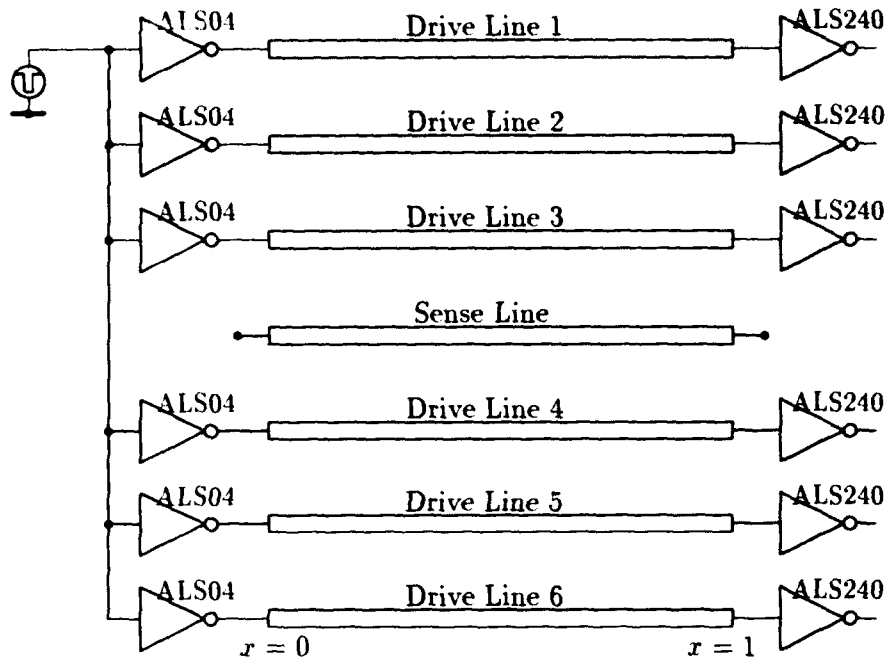 ALS04 Drive Line 1 ALS240
ALS04 Drive Line 2 ALS240
ALS04 Drive Line 3 ALS240
Sense Line
ALS04 Drive Line 4 ALS240
ALS04 Drive Line 5 ALS240
ALS04 Drive Line 6 ALS240
x = 0 x = 1